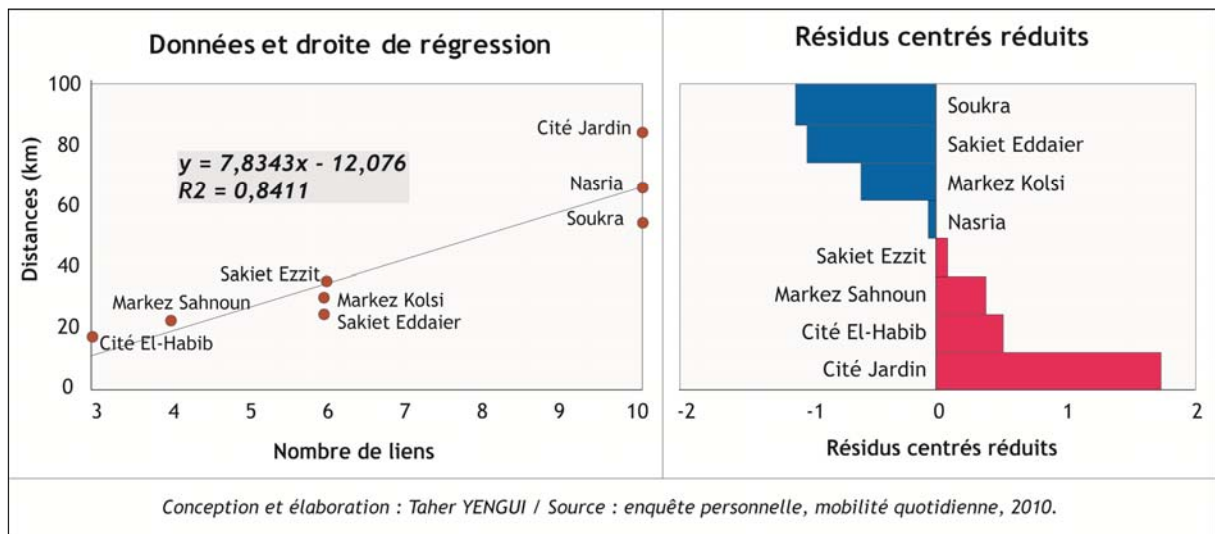 Données et droite de régression
100
80
60
40
20
0
Distances (km)
y = 7,8343x - 12,076
R2 = 0,8411
Cité Jardin
Nasria
Soukra
Sakiet Ezzit
Markez Kolsi
Markez Sahnoun
Sakiet Eddaier
Cité El-Habib
3 4 5 6 7 8 9 10
Nombre de liens
Résidus centrés réduits
Soukra
Sakiet Eddaier
Markez Kolsi
Nasria
Sakiet Ezzit
Markez Sahnoun
Cité El-Habib
Cité Jardin
-2 -1 0 1 2
Résidus centrés réduits
Conception et élaboration : Taher YENGUI / Source : enquête personnelle, mobilité quotidienne, 2010.